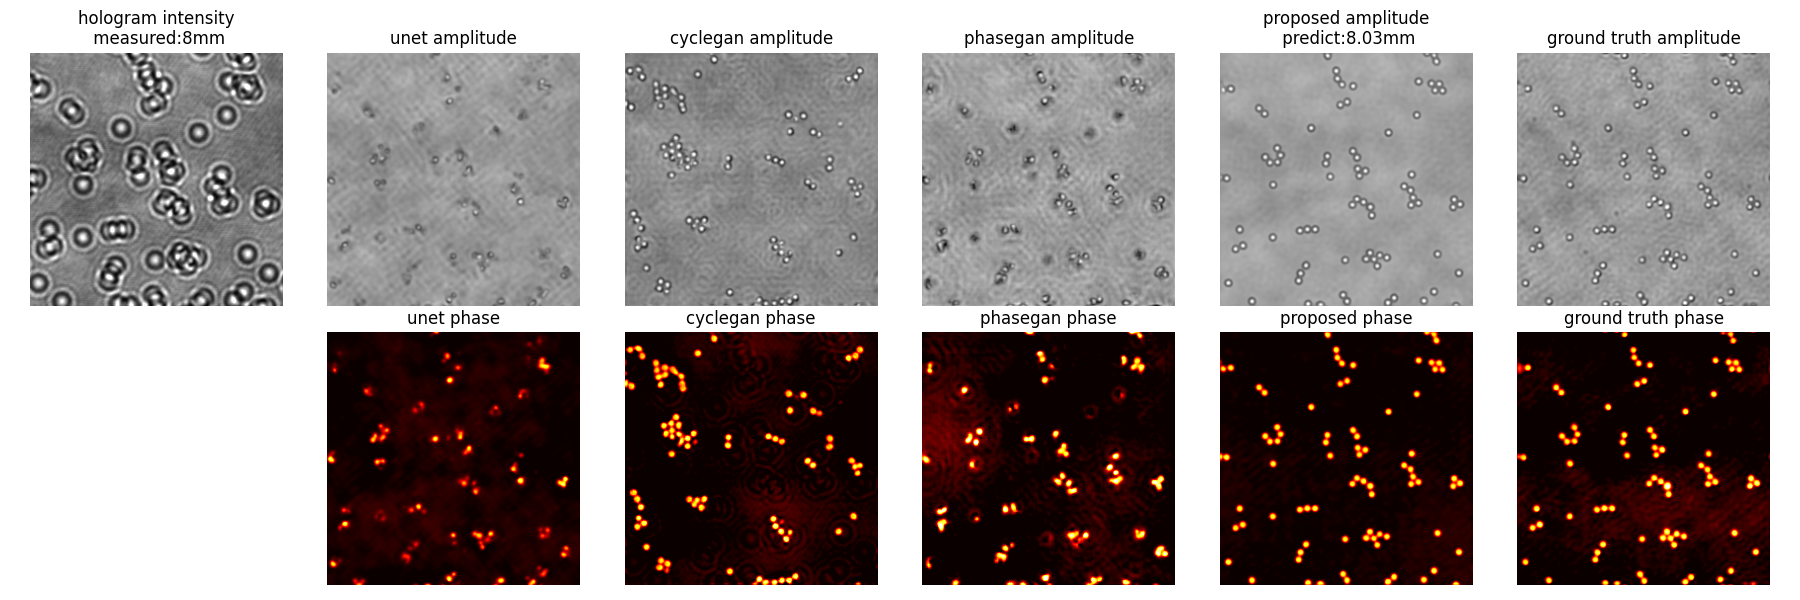 hologram intensity
measured:8mm
unet amplitude
cyclegan amplitude
phasegan amplitude
proposed amplitude
predict:8.03mm
ground truth amplitude
unet phase
cyclegan phase
phasegan phase
proposed phase
ground truth phase